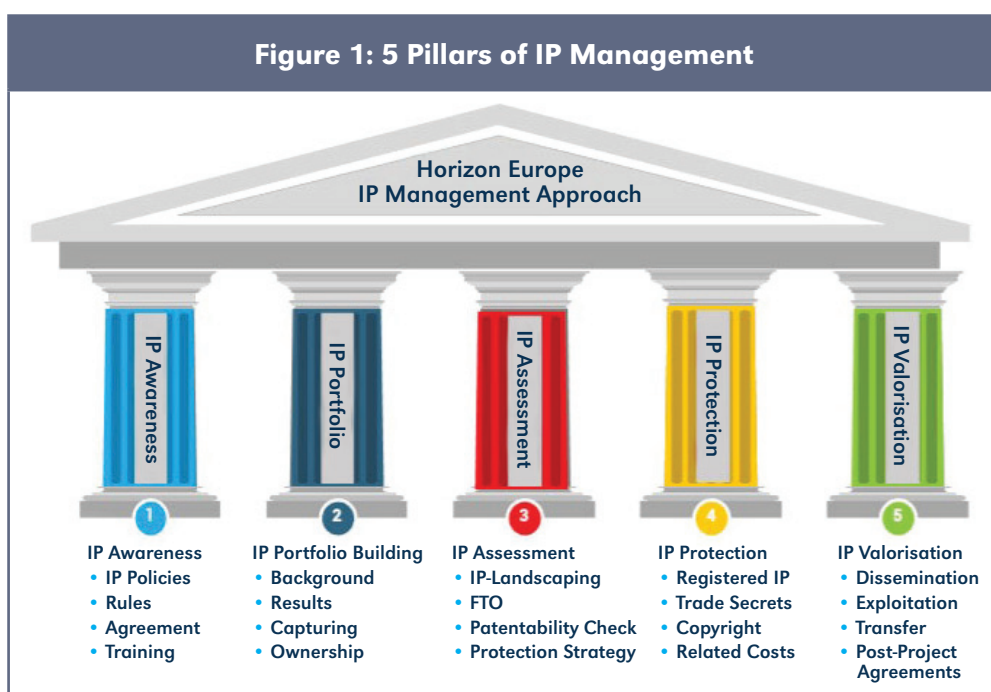 Figure 1: 5 Pillars of IP Management
Horizon Europe
IP Management Approach
IP Awareness
IP Portfolio
IP Assessment
IP Protection
IP Valorisation
1
2
3
4
5
IP Awareness
• IP Policies
• Rules
• Agreement
• Training
IP Portfolio Building
• Background
• Results
• Capturing
• Ownership
IP Assessment
• IP-Landscaping
• FTO
• Patentability Check
• Protection Strategy
IP Protection
• Registered IP
• Trade Secrets
• Copyright
• Related Costs
IP Valorisation
• Dissemination
• Exploitation
• Transfer
• Post-Project
Agreements